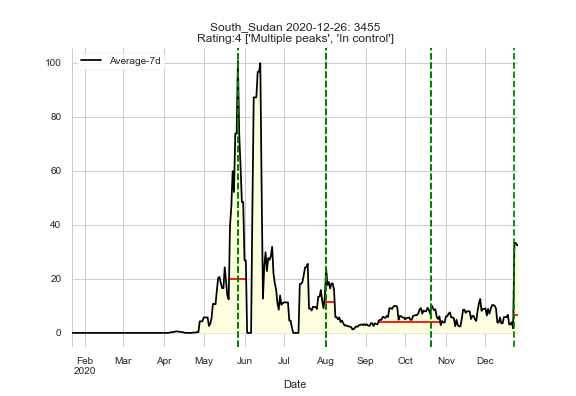 South_Sudan 2020-12-26: 3455
Rating:4 ['Multiple peaks', 'In control']
Average-7d
100
80
60
40
20
0
Feb Mar Apr May Jun Jul Aug Sep Oct Nov Dec
2020
Date